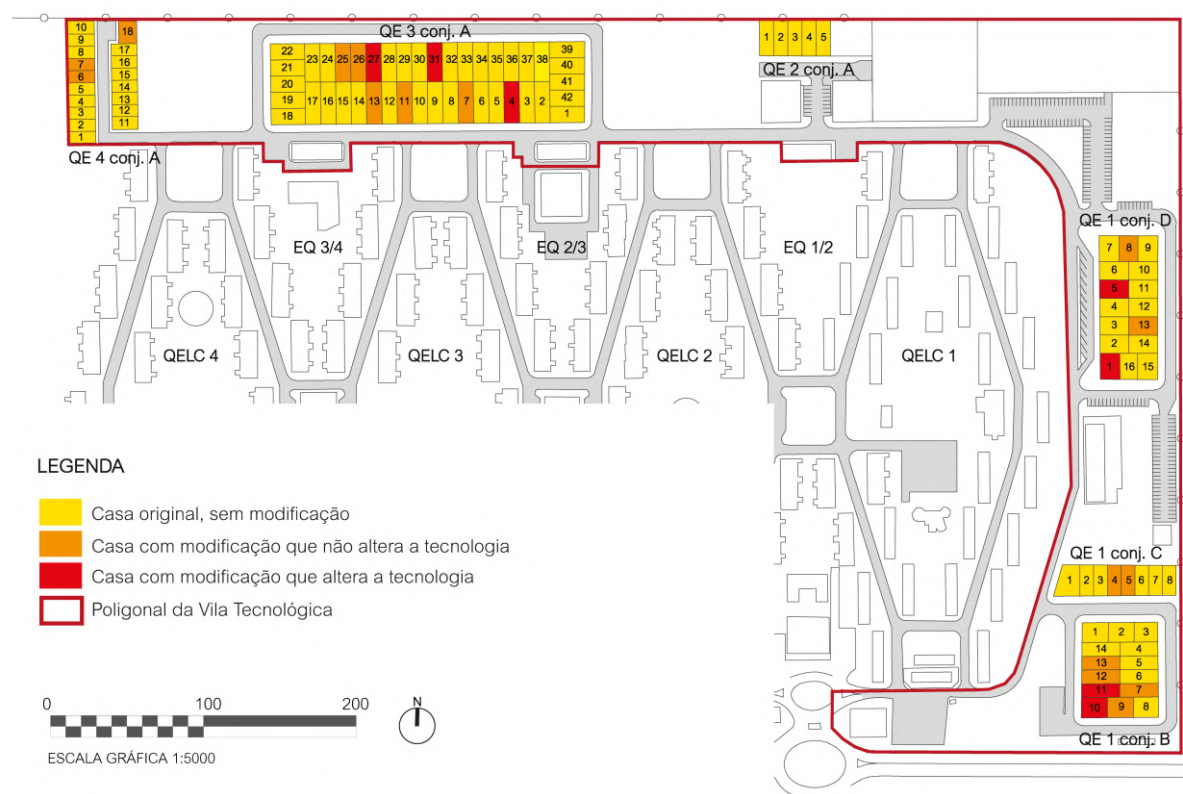 10
9
8
7
6
5
4
3
2
1
18
17
16
15
14
13
12
11
QE 4 conj. A
QE 3 conj. A
22 23 24 25 26 27 28 29 30 31 32 33 34 35 36 37 38 39
21 40
20 41
19 17 16 15 14 13 12 11 10 9 8 7 6 5 4 3 2 42
18 1
1 2 3 4 5
QE 2 conj. A
QE 1 conj. D
7 8 9
6 10
5 11
4 12
3 13
2 14
1 16 15
EQ 3/4
EQ 2/3
EQ 1/2
QELC 4
QELC 3
QELC 2
QELC 1
QE 1 conj. C
1 2 3 4 5 6 7 8
1 2 3
14 4
13 5
12 6
11 7
10 9 8
QE 1 conj. B
LEGENDA
Casa original, sem modificação
Casa com modificação que não altera a tecnologia
Casa com modificação que altera a tecnologia
Poligonal da Vila Tecnológica
0 100 200
N
ESCALA GRÁFICA 1:5000